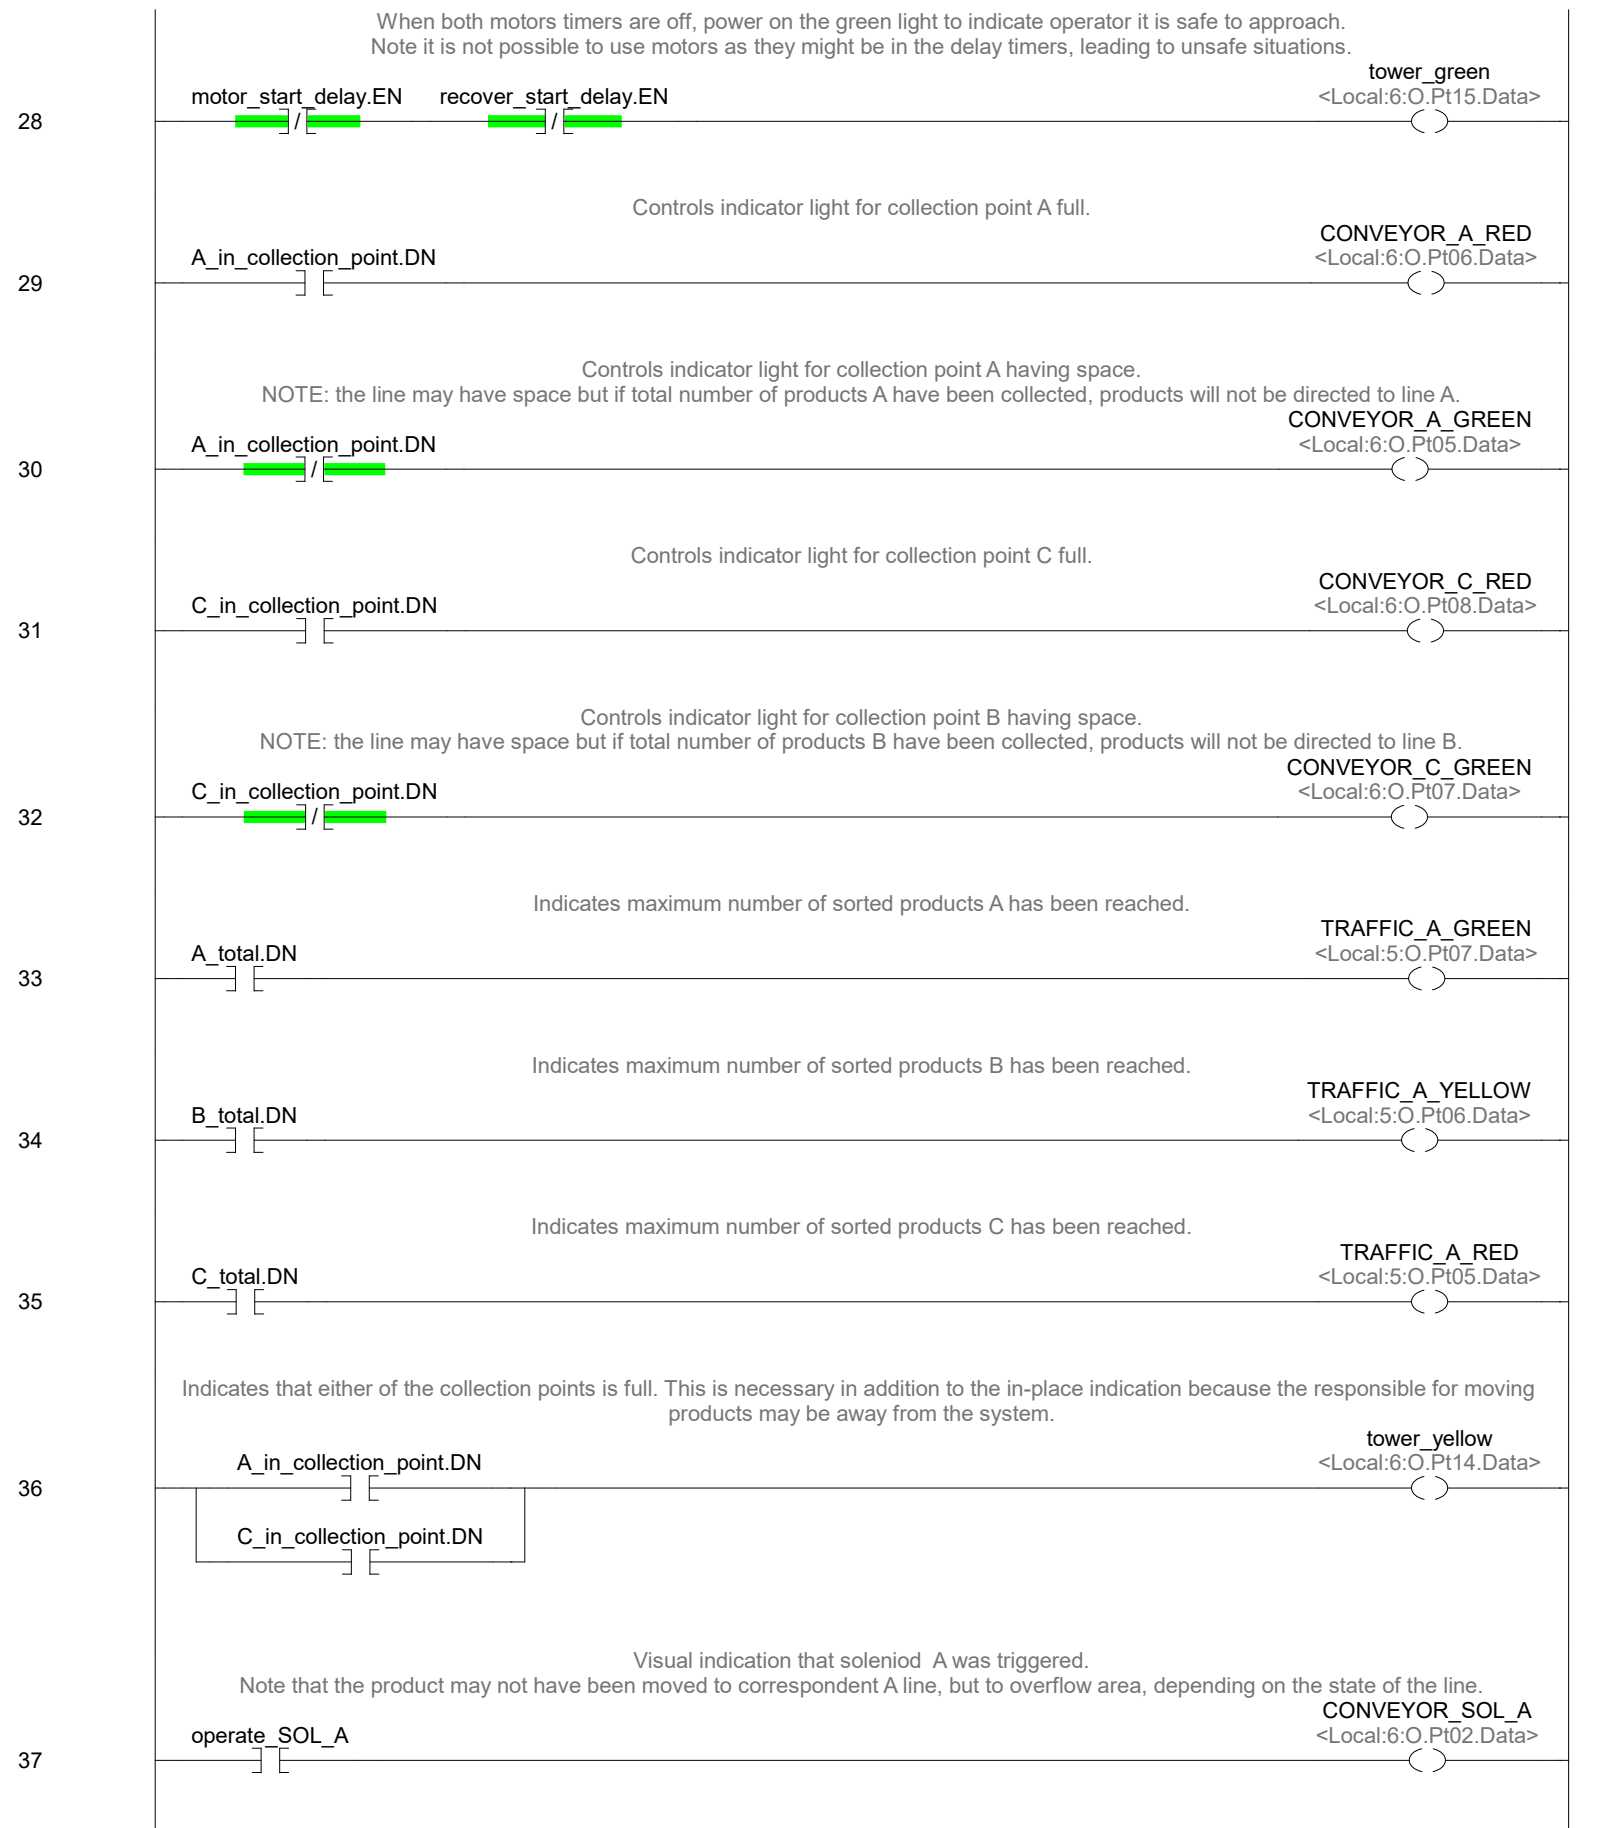 When both motors timers are off, power on the green light to indicate operator it is safe to approach.
Note it is not possible to use motors as they might be in the delay timers, leading to unsafe situations.
tower_green
motor_start_delay.EN recover_start_delay.EN <Local:6:O.Pt15.Data>
28 /  /
Controls indicator light for collection point A full.
CONVEYOR_A_RED
A_in_collection_point.DN <Local:6:O.Pt06.Data>
29
Controls indicator light for collection point A having space.
NOTE: the line may have space but if total number of products A have been collected, products will not be directed to line A.
CONVEYOR_A_GREEN
A_in_collection_point.DN <Local:6:O.Pt05.Data>
30 /
Controls indicator light for collection point C full.
CONVEYOR_C_RED
C_in_collection_point.DN <Local:6:O.Pt08.Data>
31
Controls indicator light for collection point B having space.
NOTE: the line may have space but if total number of products B have been collected, products will not be directed to line B.
CONVEYOR_C_GREEN
C_in_collection_point.DN <Local:6:O.Pt07.Data>
32 /
Indicates maximum number of sorted products A has been reached.
TRAFFIC_A_GREEN
A_total.DN <Local:5:O.Pt07.Data>
33
Indicates maximum number of sorted products B has been reached.
TRAFFIC_A_YELLOW
B_total.DN <Local:5:O.Pt06.Data>
34
Indicates maximum number of sorted products C has been reached.
TRAFFIC_A_RED
C_total.DN <Local:5:O.Pt05.Data>
35
Indicates that either of the collection points is full. This is necessary in addition to the in-place indication because the responsible for moving
products may be away from the system.
tower_yellow
A_in_collection_point.DN <Local:6:O.Pt14.Data>
36
C_in_collection_point.DN
Visual indication that soleniod  A was triggered.
Note that the product may not have been moved to correspondent A line, but to overflow area, depending on the state of the line.
CONVEYOR_SOL_A
operate_SOL_A <Local:6:O.Pt02.Data>
37